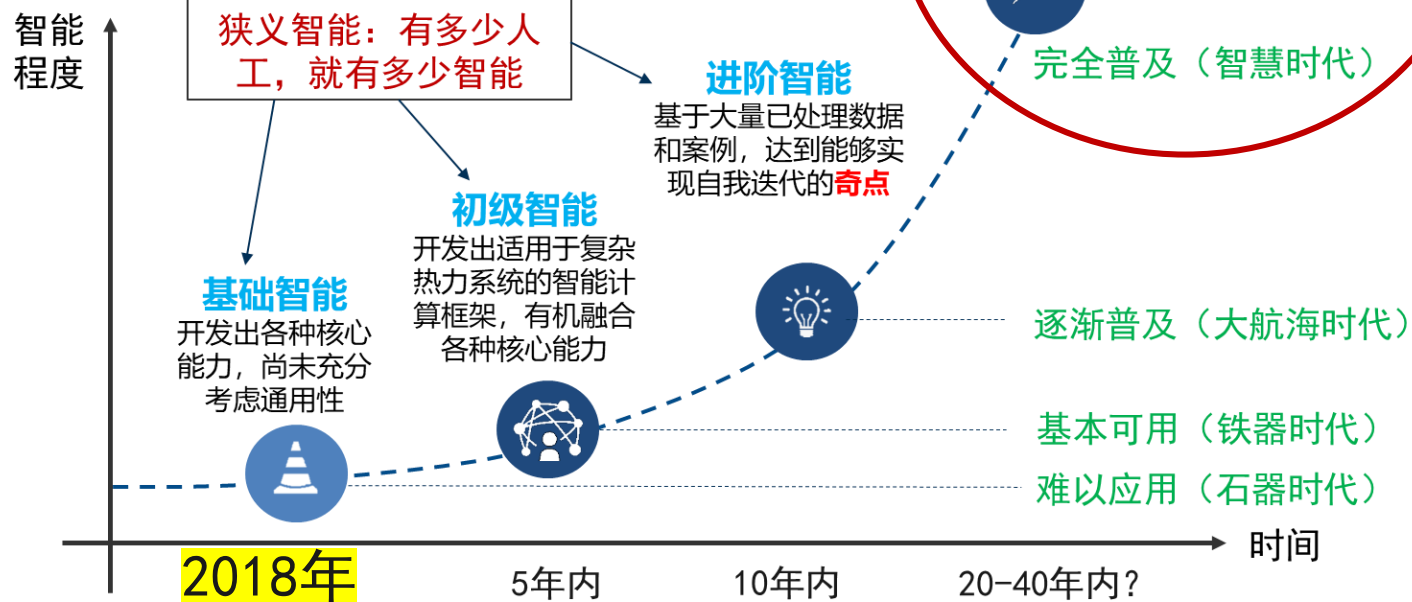 智能
程度
狭义智能：有多少人
工，就有多少智能
进阶智能
基于大量已处理数据
和案例，达到能够实
现自我迭代的奇点
完全普及（智慧时代）
初级智能
开发出适用于复杂
热力系统的智能计
算框架，有机融合
各种核心能力
基础智能
开发出各种核心
能力，尚未充分
考虑通用性
逐渐普及（大航海时代）
基本可用（铁器时代）
难以应用（石器时代）
时间
2018年
5年内
10年内
20-40年内？